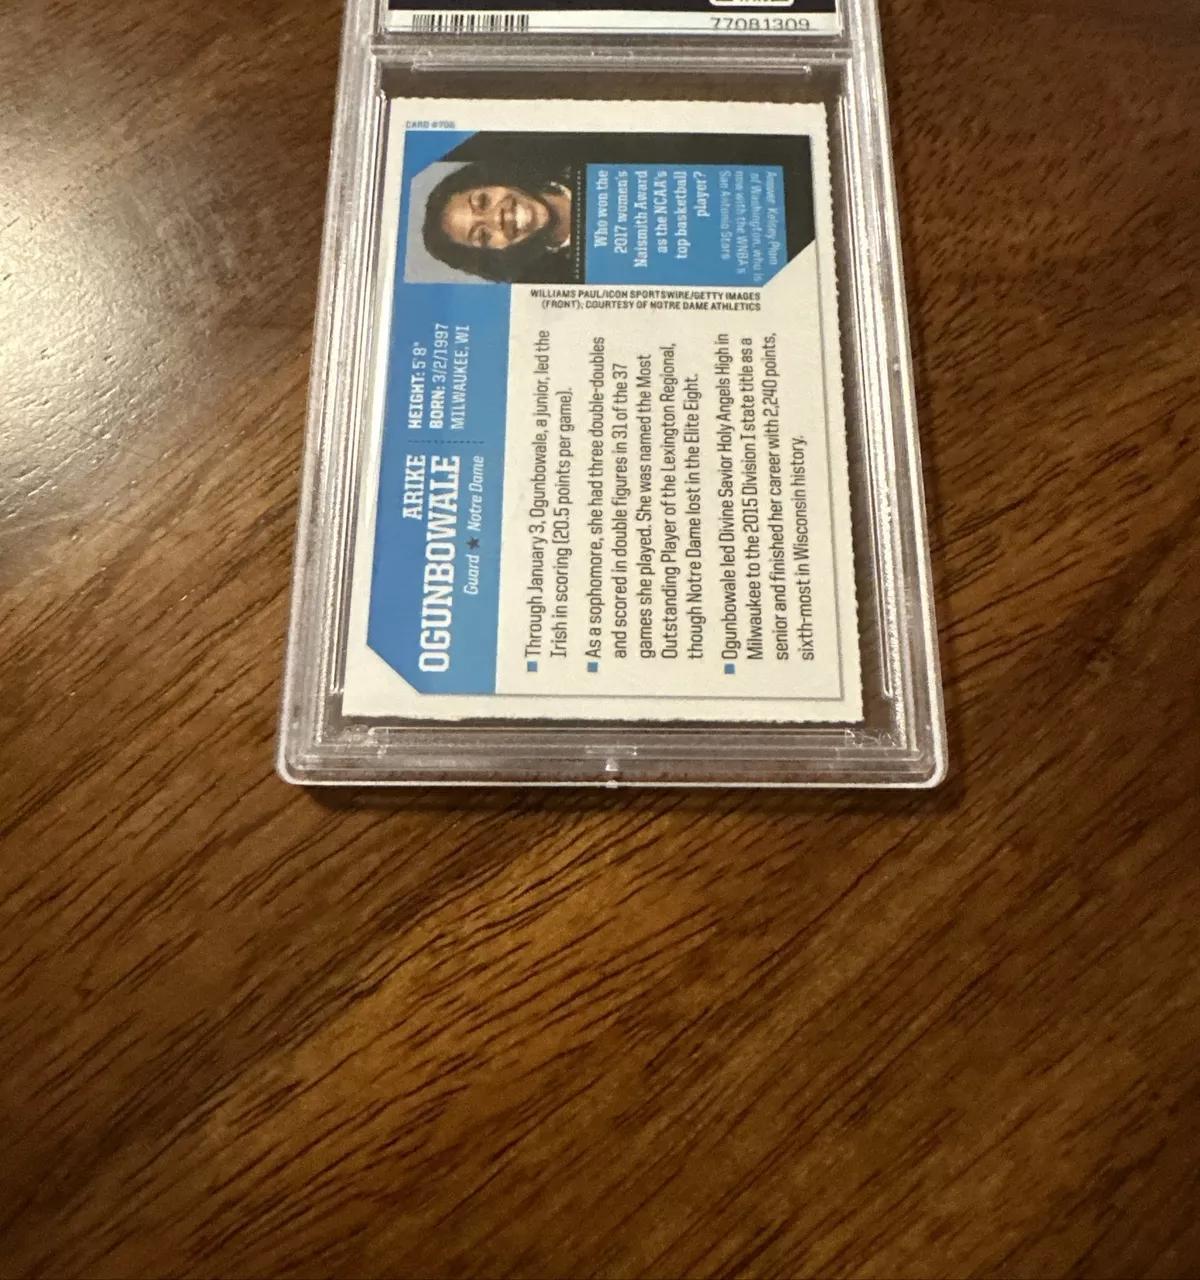 77081309
CARD #706
ARIKE
OGUNBOWALE
Guard ★ Notre Dame
HEIGHT: 5'8"
BORN: 3/2/1997
MILWAUKEE, WI
■ Through January 3, Ogunbowale, a junior, led the
Irish in scoring (20.5 points per game).
■ As a sophomore, she had three double-doubles
and scored in double figures in 31 of the 37
games she played. She was named the Most
Outstanding Player of the Lexington Regional,
though Notre Dame lost in the Elite Eight.
■ Ogunbowale led Divine Savior Holy Angels High in
Milwaukee to the 2015 Division I state title as a
senior and finished her career with 2,240 points,
sixth-most in Wisconsin history.
WILLIAMS PAUL/ICON SPORTSWIRE/GETTY IMAGES
(FRONT); COURTESY OF NOTRE DAME ATHLETICS
Who won the
2017 women's
Naismith Award
as the NCAA's
top basketball
player?
Answer: Kelsey Plum
of Washington, who is
now with the WNBA's
San Antonio Stars